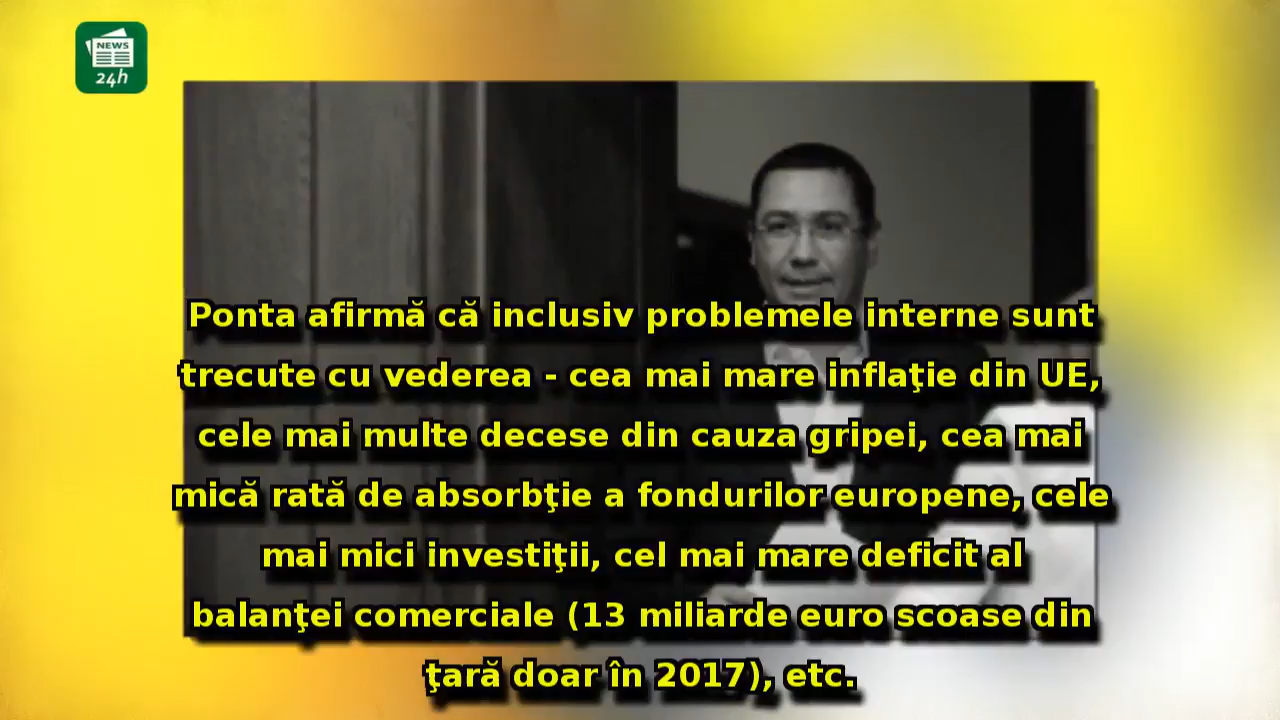 NEWS
24h
Ponta afirmă că inclusiv problemele interne sunt
trecute cu vederea - cea mai mare inflaţie din UE,
cele mai multe decese din cauza gripei, cea mai
mică rată de absorbţie a fondurilor europene, cele
mai mici investiţii, cel mai mare deficit al
balanţei comerciale (13 miliarde euro scoase din
ţară doar în 2017), etc.